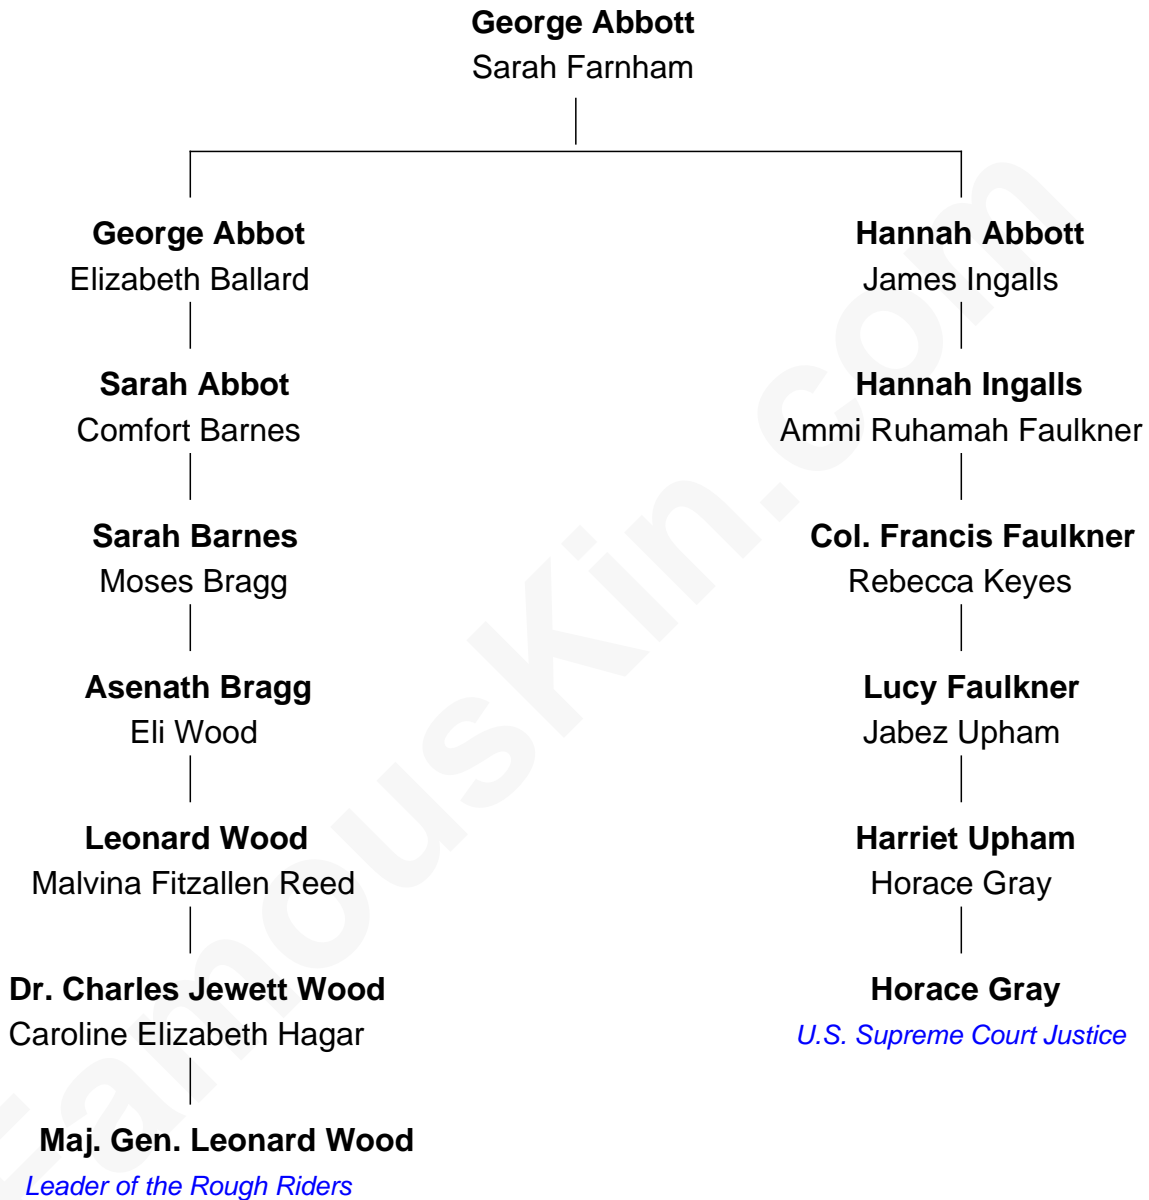 George Abbott
Sarah Farnham
George Abbot
Elizabeth Ballard
Hannah Abbott
James Ingalls
Sarah Abbot
Comfort Barnes
Hannah Ingalls
Ammi Ruhamah Faulkner
Sarah Barnes
Moses Bragg
Col. Francis Faulkner
Rebecca Keyes
Asenath Bragg
Eli Wood
Lucy Faulkner
Jabez Upham
Leonard Wood
Malvina Fitzallen Reed
Harriet Upham
Horace Gray
Dr. Charles Jewett Wood
Caroline Elizabeth Hagar
Horace Gray
U.S. Supreme Court Justice
Maj. Gen. Leonard Wood
Leader of the Rough Riders
FamousKin.com